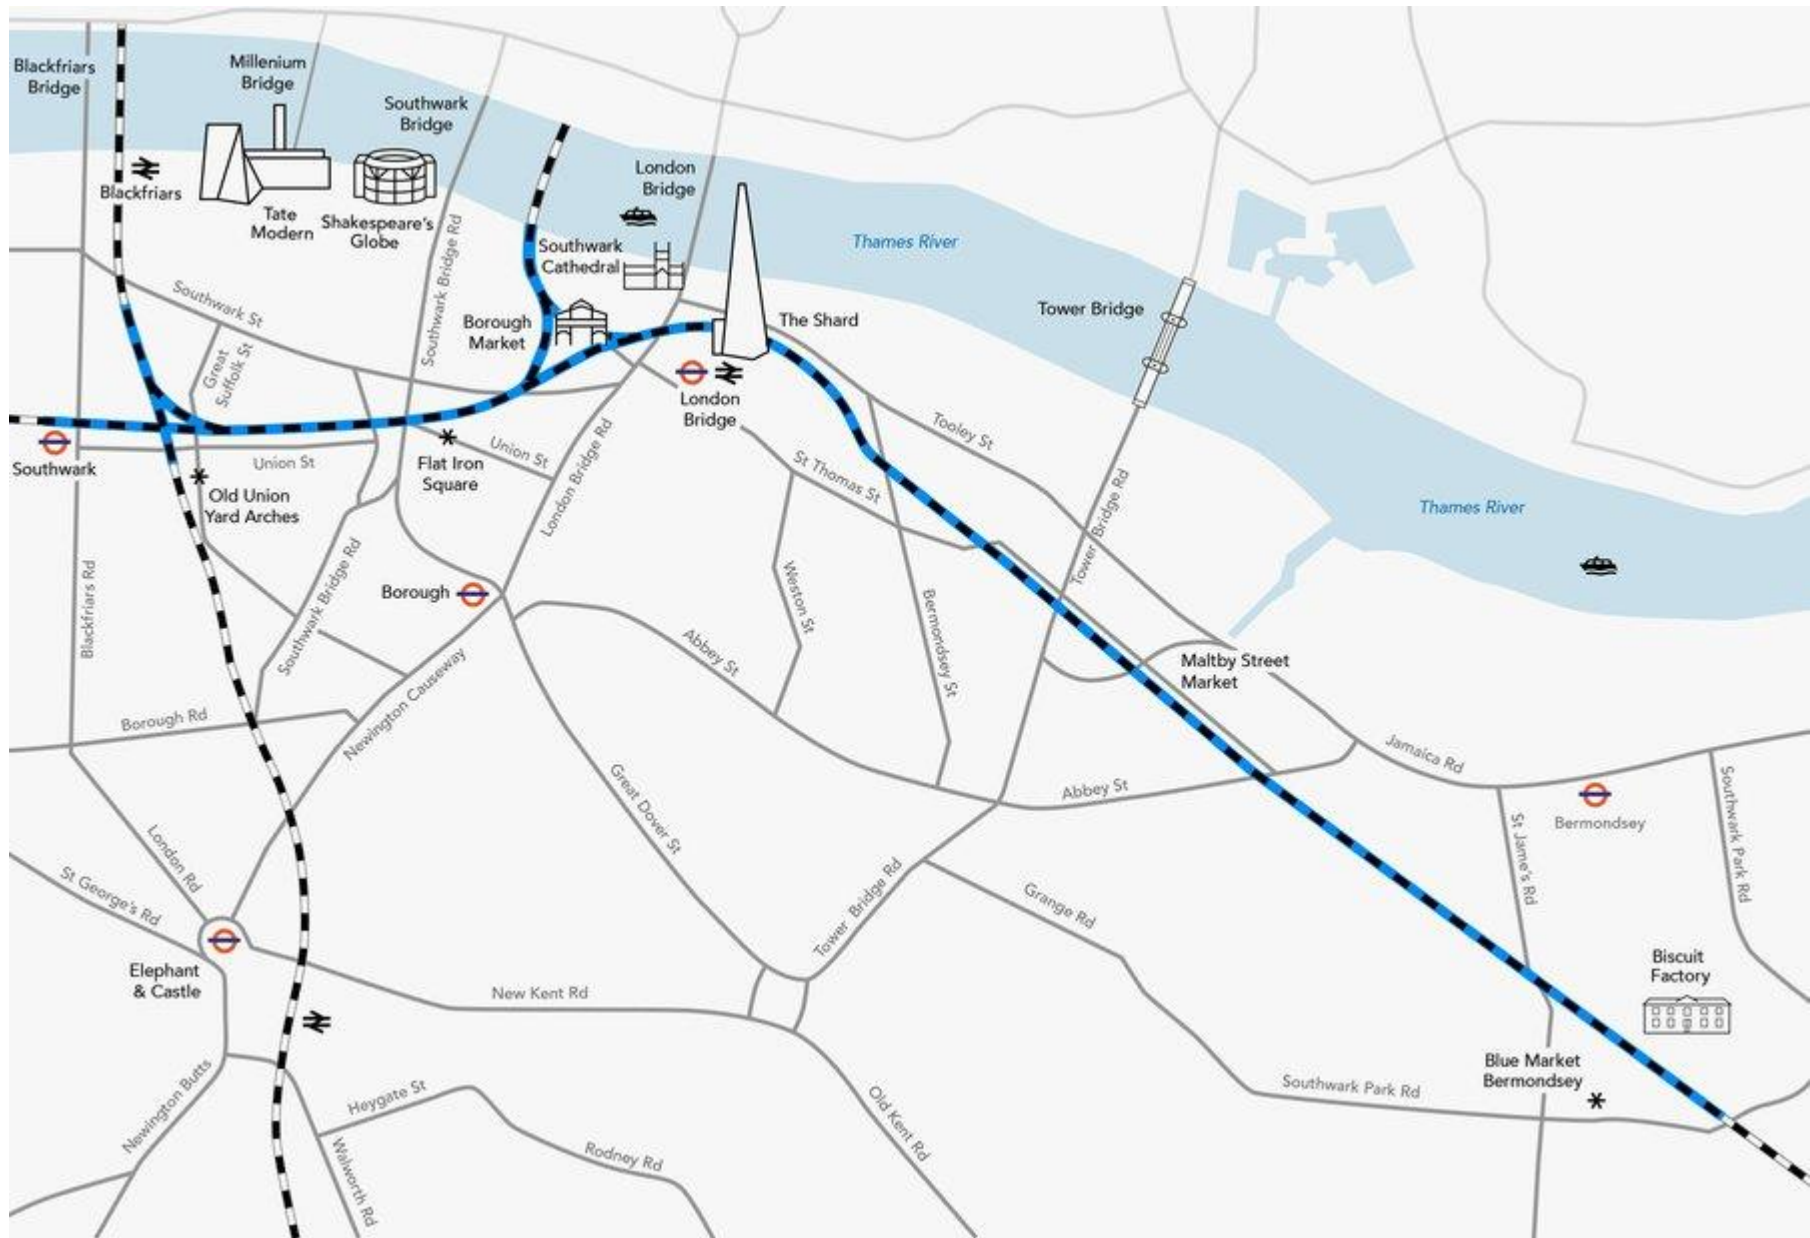 Blackfriars
Bridge
Millenium
Bridge
Southwark
Bridge
Blackfriars
Tate
Modern
Shakespeare's
Globe
London
Bridge
Southwark
Cathedral
Thames River
Southwark Bridge Rd
Southwark St
Borough
Market
The Shard
Tower Bridge
Great
Suffolk St
London
Bridge
Tooley St
Southwark
Union St
Flat Iron
Square
Union St
London Bridge Rd
St Thomas St
Old Union
Yard Arches
Tower Bridge Rd
Thames River
Blackfriars Rd
Southwark Bridge Rd
Borough
Weston St
Bermondsey St
Abbey St
Maltby Street
Market
Newington Causeway
Borough Rd
Great Dover St
Abbey St
Jamaica Rd
Bermondsey
St Jame's Rd
Southwark Park Rd
London Rd
St George's Rd
Tower Bridge Rd
Grange Rd
Elephant
& Castle
New Kent Rd
Biscuit
Factory
Blue Market
Bermondsey
Southwark Park Rd
Newington Butts
Heygate St
Walworth Rd
Rodney Rd
Old Kent Rd